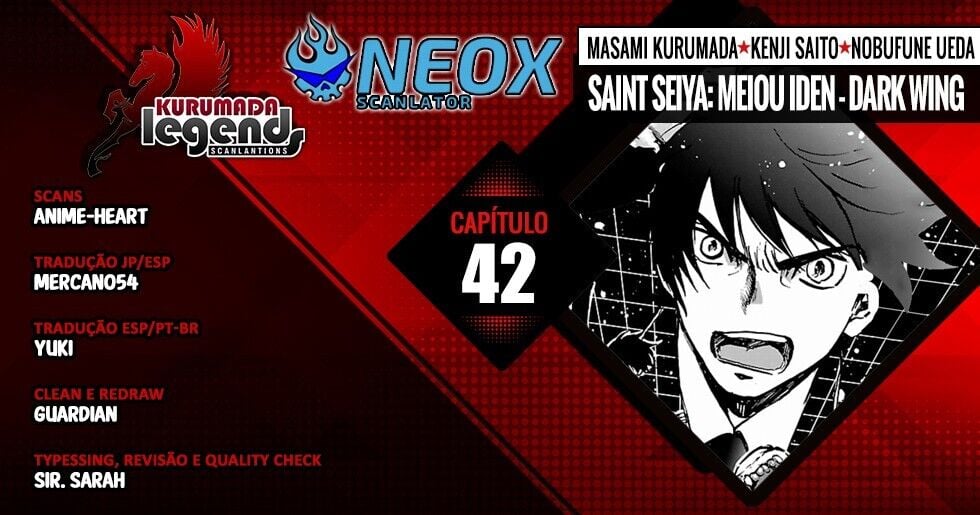 KURUMADA
legends
SCANLANTIONS
NEOX
SCANLATOR
MASAMI KURUMADA★KENJI SAITO★NOBUFUNE UEDA
SAINT SEIYA: MEIOU IDEN - DARK WING
SCANS
ANIME-HEART
TRADUÇÃO JP/ESP
MERCANO54
TRADUÇÃO ESP/PT-BR
YUKI
CLEAN E REDRAW
GUARDIAN
TYPESSING, REVISÃO E QUALITY CHECK
SIR. SARAH
CAPÍTULO
42